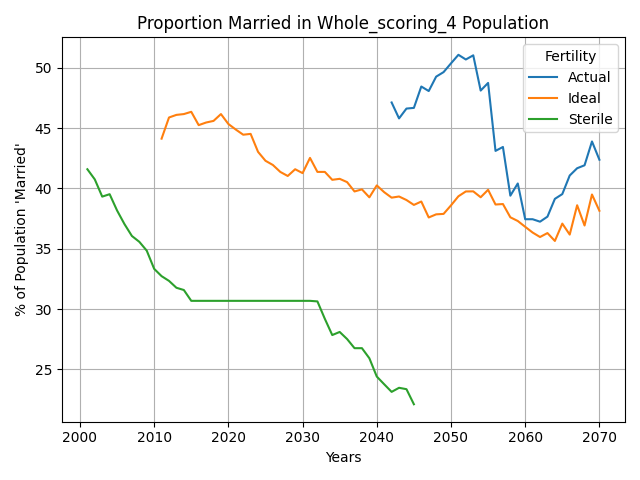 Proportion Married in Whole_scoring_4 Population
Fertility
Actual
Ideal
Sterile
% of Population 'Married'
50
45
40
35
30
25
2000 2010 2020 2030 2040 2050 2060 2070
Years